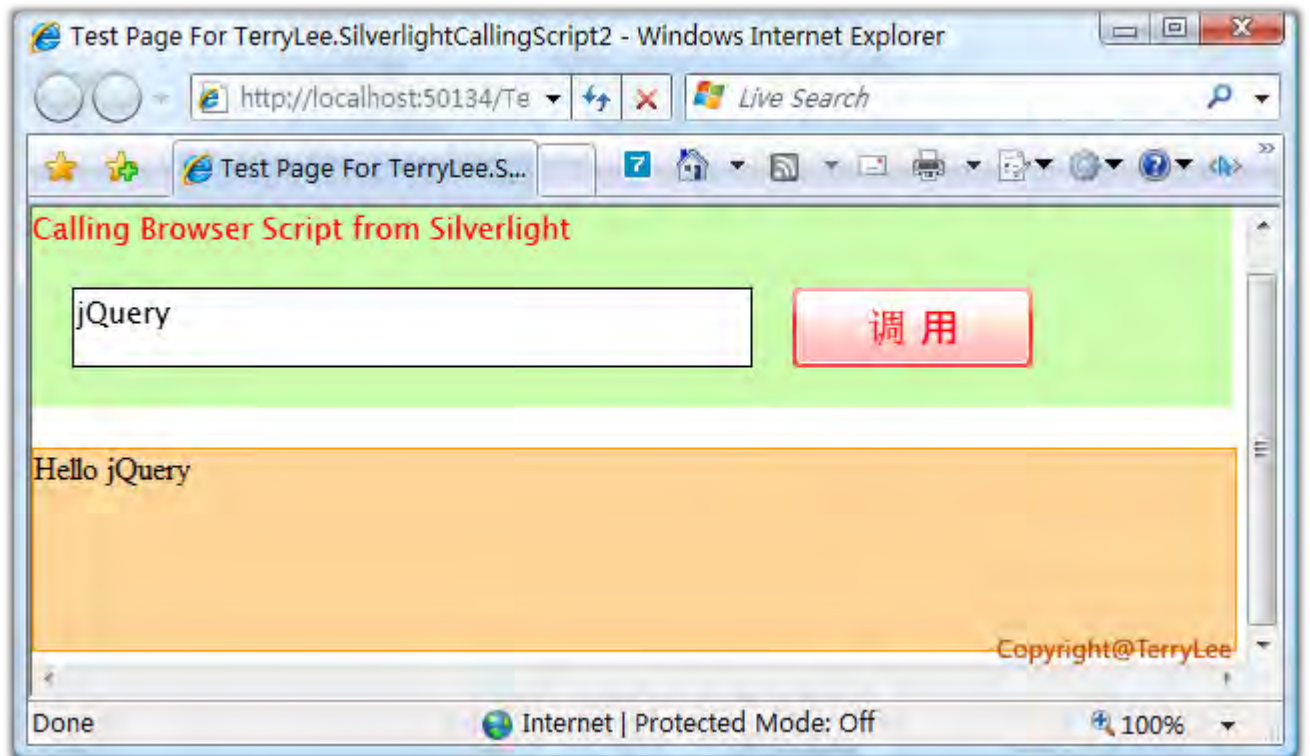 Test Page For TerryLee.SilverlightCallingScript2 - Windows Internet Explorer
http://localhost:50134/Te
Live Search
Test Page For TerryLee.S...
7
Calling Browser Script from Silverlight
jQuery
调 用
Hello jQuery
Copyright@TerryLee
Done
Internet | Protected Mode: Off
100%